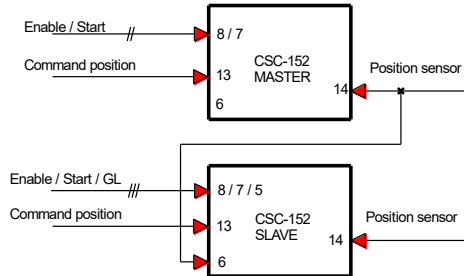 Enable / Start
8 / 7
CSC-152
MASTER
Command position
13
Position sensor
14
6
Enable / Start / GL
8 / 7 / 5
Command position
13
CSC-152
SLAVE
Position sensor
14
6